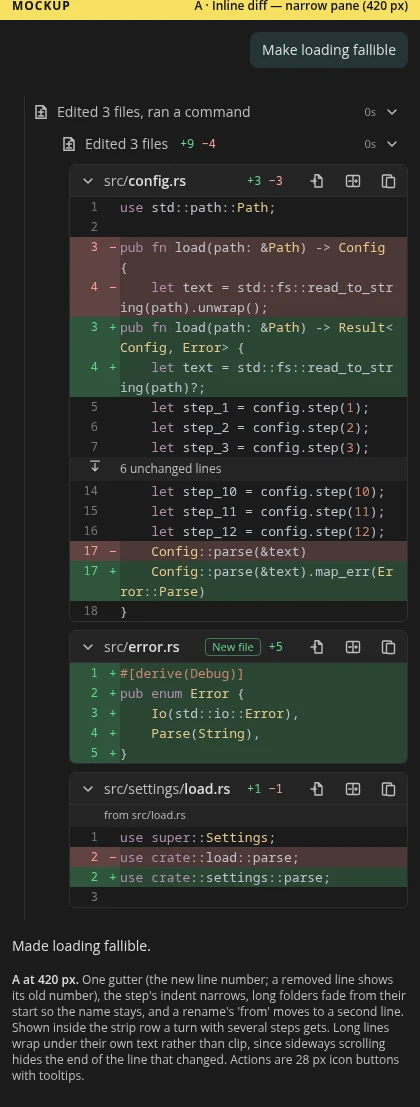 MOCKUP
A · Inline diff — narrow pane (420 px)
Make loading fallible
Edited 3 files, ran a command 0s
Edited 3 files +9 −4 0s
src/config.rs +3 −3
1 use std::path::Path;
2
3 − pub fn load(path: &Path) -> Config
{
4 − let text = std::fs::read_to_str
ing(path).unwrap();
3 + pub fn load(path: &Path) -> Result<
Config, Error> {
4 + let text = std::fs::read_to_str
ing(path)?;
5 let step_1 = config.step(1);
6 let step_2 = config.step(2);
7 let step_3 = config.step(3);
6 unchanged lines
14 let step_10 = config.step(10);
15 let step_11 = config.step(11);
16 let step_12 = config.step(12);
17 − Config::parse(&text)
17 + Config::parse(&text).map_err(Er
ror::Parse)
18 }
src/error.rs New file +5
1 + #[derive(Debug)]
2 + pub enum Error {
3 + Io(std::io::Error),
4 + Parse(String),
5 + }
src/settings/load.rs +1 −1
from src/load.rs
1 use super::Settings;
2 − use crate::load::parse;
2 + use crate::settings::parse;
3
Made loading fallible.
A at 420 px. One gutter (the new line number; a removed line shows
its old number), the step's indent narrows, long folders fade from their
start so the name stays, and a rename's 'from' moves to a second line.
Shown inside the strip row a turn with several steps gets. Long lines
wrap under their own text rather than clip, since sideways scrolling
hides the end of the line that changed. Actions are 28 px icon buttons
with tooltips.